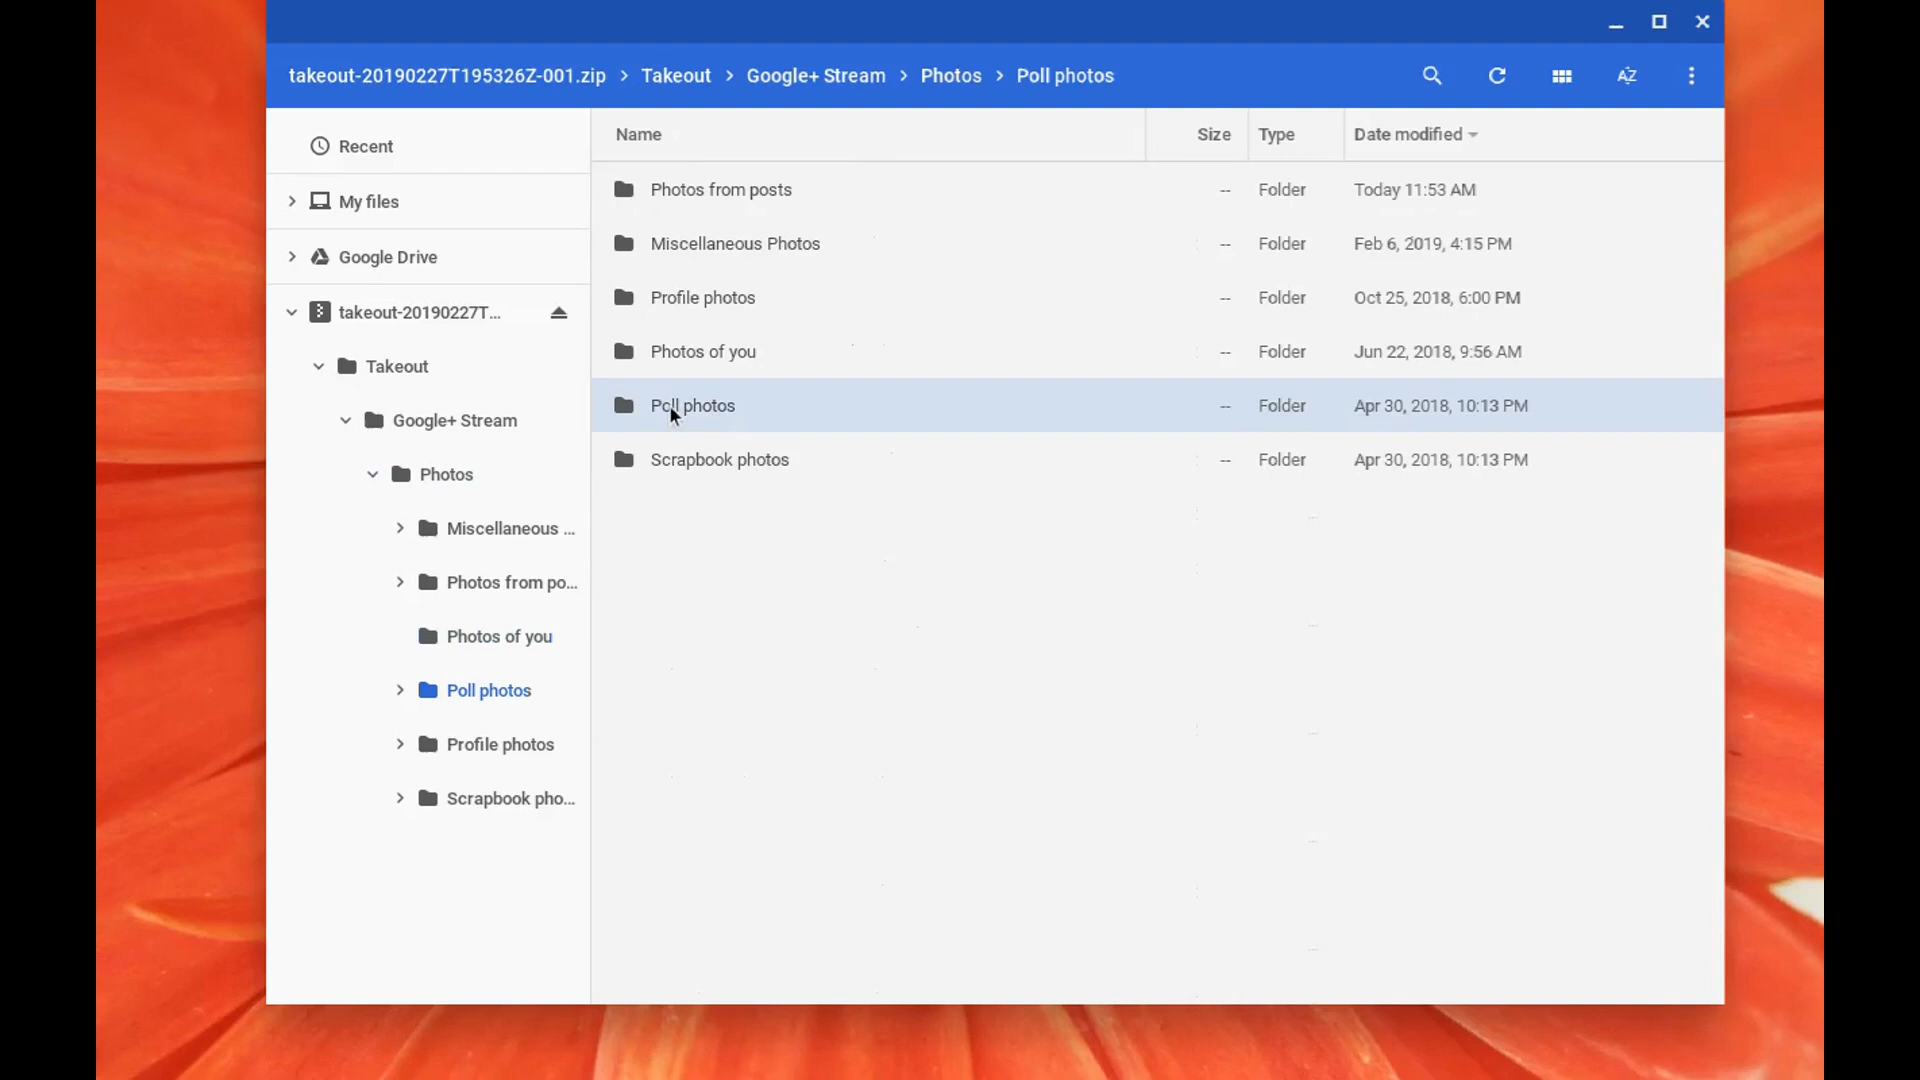 takeout-20190227T195326Z-001.zip > Takeout > Google+ Stream > Photos > Poll photos
AZ
Recent
My files
Google Drive
takeout-20190227T...
Takeout
Google+ Stream
Photos
Miscellaneous ...
Photos from po...
Photos of you
Poll photos
Profile photos
Scrapbook pho...
Name Size Type Date modified
Photos from posts -- Folder Today 11:53 AM
Miscellaneous Photos -- Folder Feb 6, 2019, 4:15 PM
Profile photos -- Folder Oct 25, 2018, 6:00 PM
Photos of you -- Folder Jun 22, 2018, 9:56 AM
Poll photos -- Folder Apr 30, 2018, 10:13 PM
Scrapbook photos -- Folder Apr 30, 2018, 10:13 PM